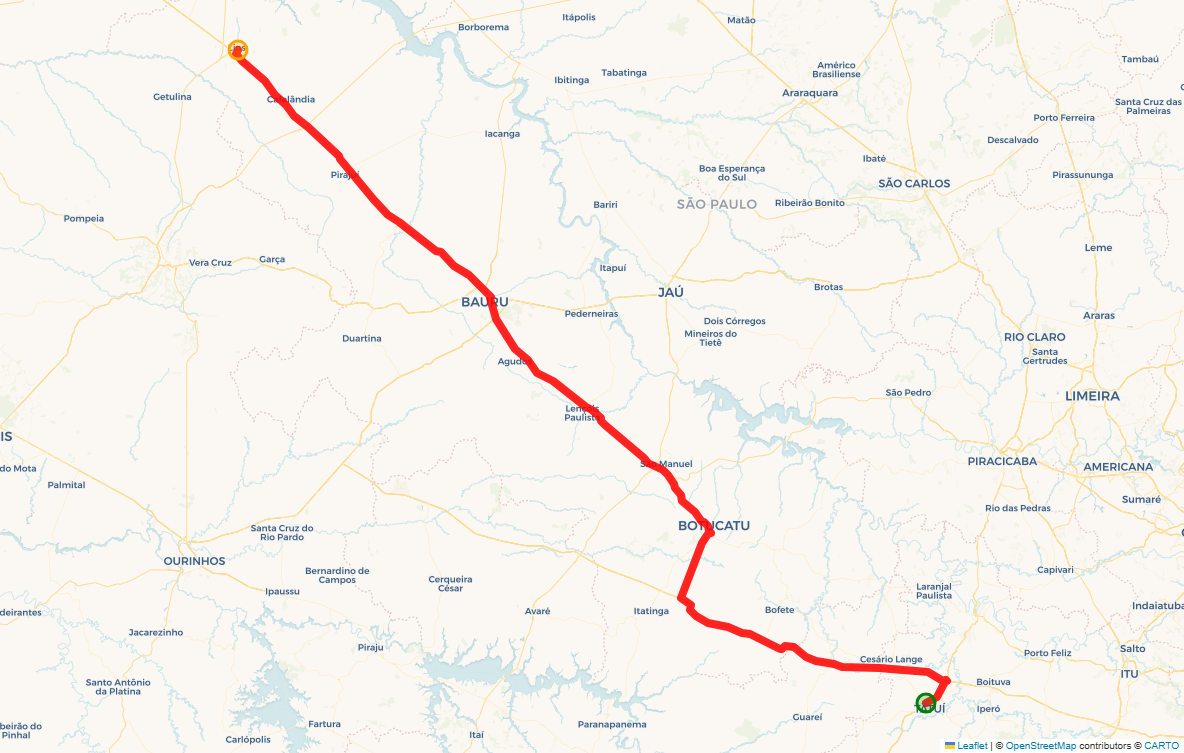 Itápolis
Matão
Borborema
Tambaú
Américo
Brasiliense
Tabatinga
Ibitinga
Araraquara
Getulina
Santa Cruz das
Palmeiras
Porto Ferreira
Iacanga
Descalvado
Ibaté
Boa Esperança
do Sul
Pirassununga
SÃO CARLOS
SÃO PAULO
Ribeirão Bonito
Bariri
Pompeia
Leme
Vera Cruz
Garça
Itapuí
JAÚ
Brotas
BAURU
Pederneiras
Araras
Dois Córregos
Mineiros do
Tietê
Duartina
RIO CLARO
Santa
Gertrudes
São Pedro
LIMEIRA
Paulista
IS
São Manuel
PIRACICABA
AMERICANA
do Mota
Palmital
Sumaré
Rio das Pedras
BOTUCATU
Santa Cruz do
Rio Pardo
OURINHOS
Capivari
Bernardino de
Campos
Cerqueira
César
Ipaussu
Laranjal
Paulista
Indaiatuba
deirantes
Avaré
Itatinga
Bofete
Jacarezinho
Piraju
Cesário Lange
Porto Feliz
Salto
ITU
Santo Antônio
da Platina
Boituva
Iperó
Guareí
Paranapanema
Fartura
Itaí
beirão do
Pinhal
Carlópolis
Leaflet | © OpenStreetMap contributors © CARTO